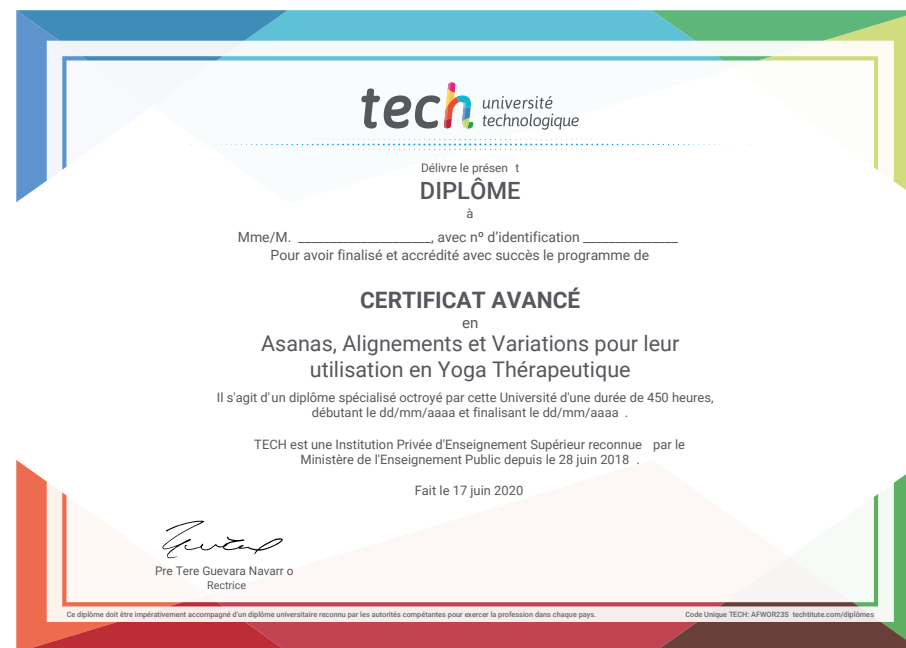 tech université
technologique
Délivre le présen t
DIPLÔME
à
Mme/M. ____________________, avec nº d'identification ______________
Pour avoir finalisé et accrédité avec succès le programme de
CERTIFICAT AVANCÉ
en
Asanas, Alignements et Variations pour leur
utilisation en Yoga Thérapeutique
Il s'agit d'un diplôme spécialisé octroyé par cette Université d'une durée de 450 heures,
débutant le dd/mm/aaaa et finalisant le dd/mm/aaaa .
TECH est une Institution Privée d'Enseignement Supérieur reconnue par le
Ministère de l'Enseignement Public depuis le 28 juin 2018 .
Fait le 17 juin 2020
Pre Tere Guevara Navarr o
Rectrice
Ce diplôme doit être impérativement accompagné d'un diplôme universitaire reconnu par les autorités compétentes pour exercer la profession dans chaque pays.
Code Unique TECH: AFWOR23S techtitute.com/diplômes